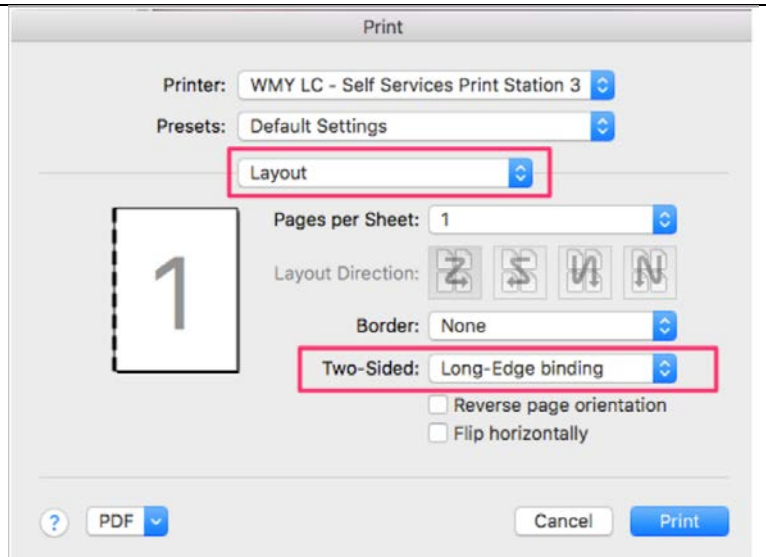 Print
Printer: WMY LC - Self Services Print Station 3
Presets: Default Settings
Layout
1
Pages per Sheet: 1
Layout Direction:
Border: None
Two-Sided: Long-Edge binding
Reverse page orientation
Flip horizontally
? PDF Cancel Print